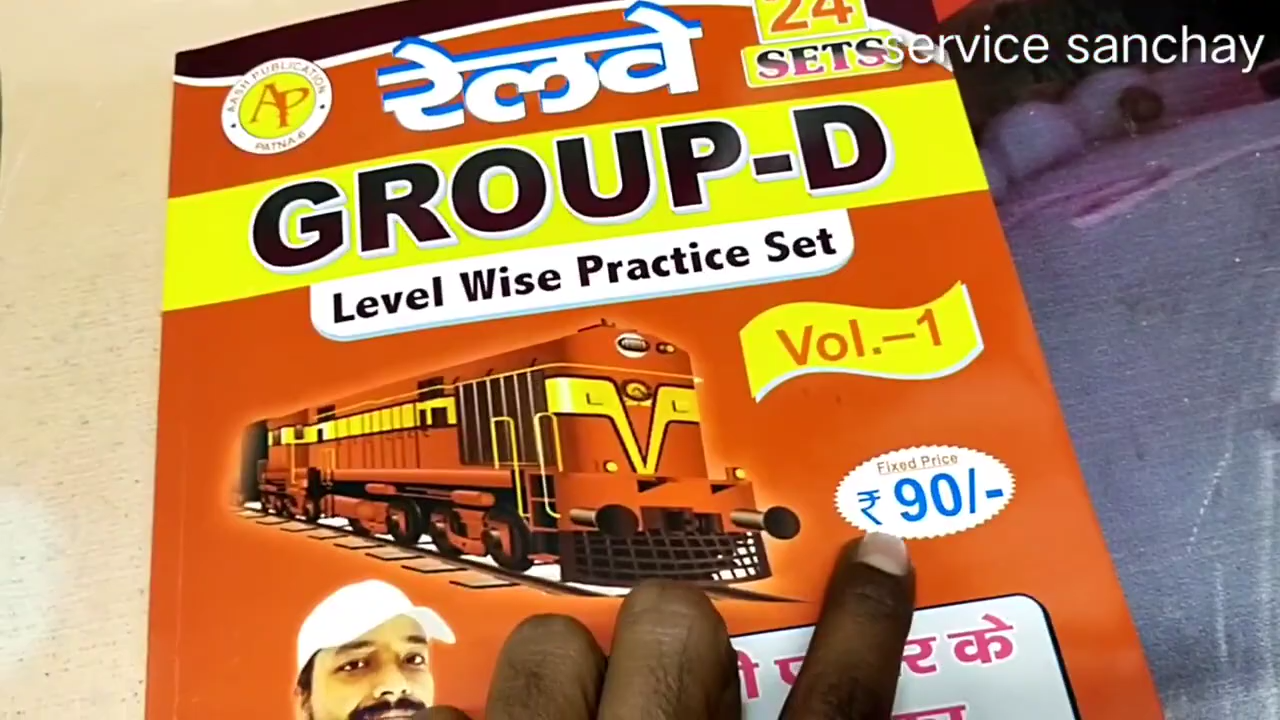 service sanchay
24
SETS
रेलवे
AASH PUBLICATION
AP
PATNA-6
GROUP-D
Level Wise Practice Set
Vol.–1
Fixed Price
₹ 90/-
के